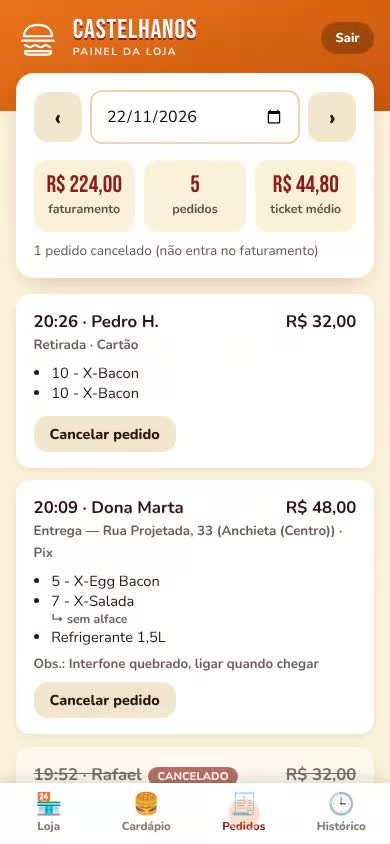 CASTELHANOS
PAINEL DA LOJA
Sair
‹
22/11/2026
›
R$ 224,00
faturamento
5
pedidos
R$ 44,80
ticket médio
1 pedido cancelado (não entra no faturamento)
20:26 · Pedro H.
R$ 32,00
Retirada · Cartão
• 10 - X-Bacon
• 10 - X-Bacon
Cancelar pedido
20:09 · Dona Marta
R$ 48,00
Entrega — Rua Projetada, 33 (Anchieta (Centro)) ·
Pix
• 5 - X-Egg Bacon
• 7 - X-Salada
↳ sem alface
• Refrigerante 1,5L
Obs.: Interfone quebrado, ligar quando chegar
Cancelar pedido
19:52 · Rafael
CANCELADO
R$ 32,00
Loja
Cardápio
Pedidos
Histórico